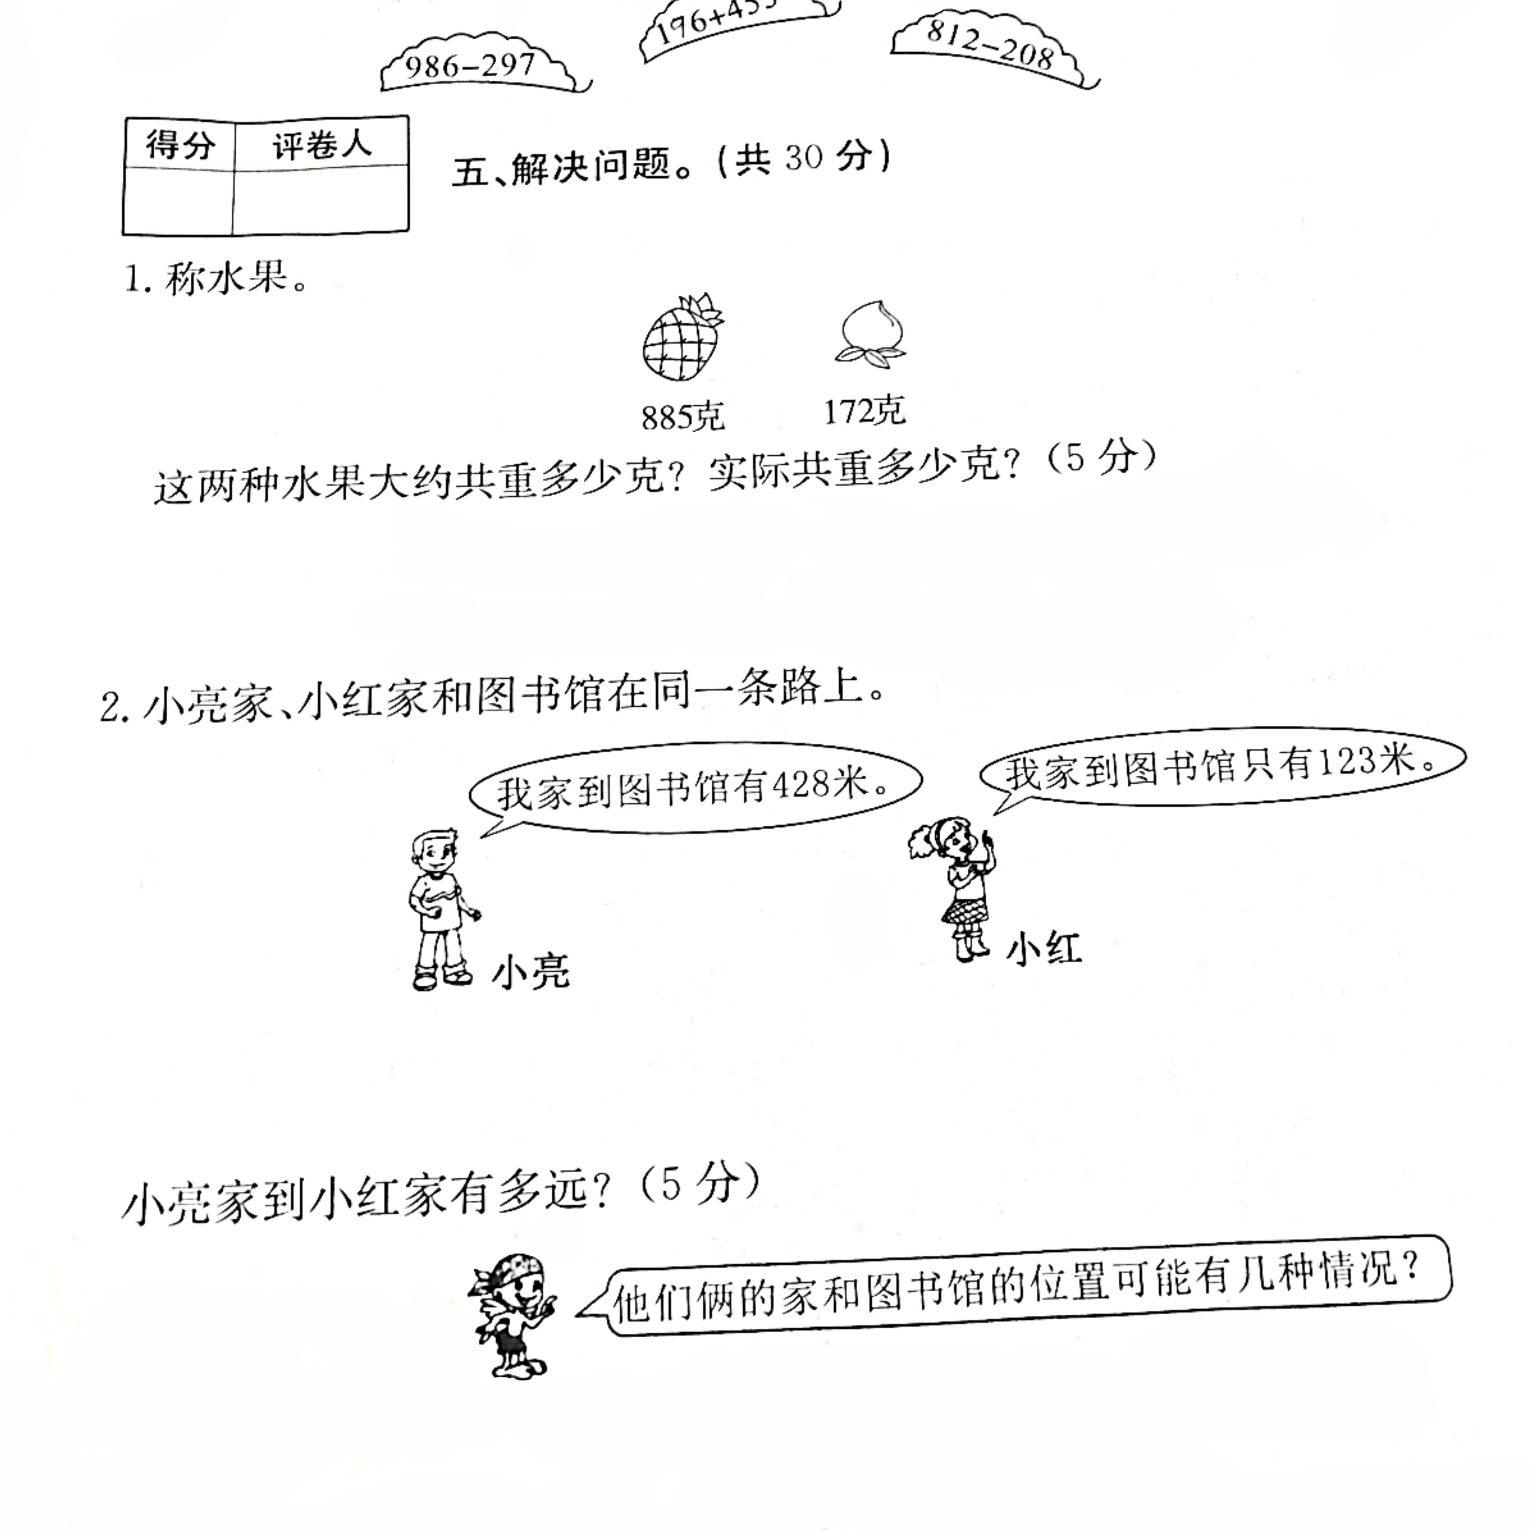 986-297
812-208
得分 评卷人
五、解决问题。(共 30 分)
1. 称水果。
885克 172克
这两种水果大约共重多少克? 实际共重多少克?(5 分)
2. 小亮家、小红家和图书馆在同一条路上。
我家到图书馆有428米。
我家到图书馆只有123米。
小亮
小红
小亮家到小红家有多远?(5 分)
他们俩的家和图书馆的位置可能有几种情况?